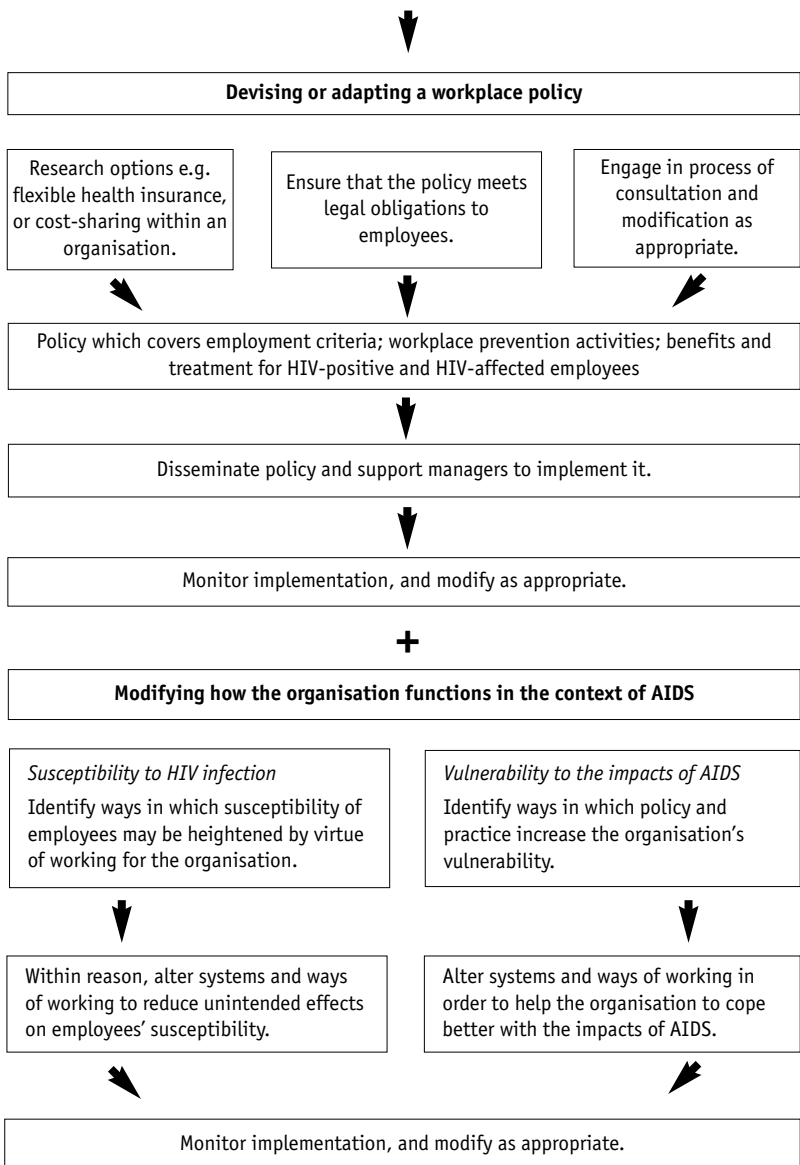 Devising or adapting a workplace policy
Research options e.g.
flexible health insurance,
or cost-sharing within an
organisation.
Ensure that the policy meets
legal obligations to
employees.
Engage in process of
consultation and
modification as
appropriate.
Policy which covers employment criteria; workplace prevention activities; benefits and
treatment for HIV-positive and HIV-affected employees
Disseminate policy and support managers to implement it.
Monitor implementation, and modify as appropriate.
+
Modifying how the organisation functions in the context of AIDS
Susceptibility to HIV infection
Identify ways in which susceptibility of
employees may be heightened by virtue
of working for the organisation.
Vulnerability to the impacts of AIDS
Identify ways in which policy and
practice increase the organisation's
vulnerability.
Within reason, alter systems and ways
of working to reduce unintended effects
on employees' susceptibility.
Alter systems and ways of working in
order to help the organisation to cope
better with the impacts of AIDS.
Monitor implementation, and modify as appropriate.